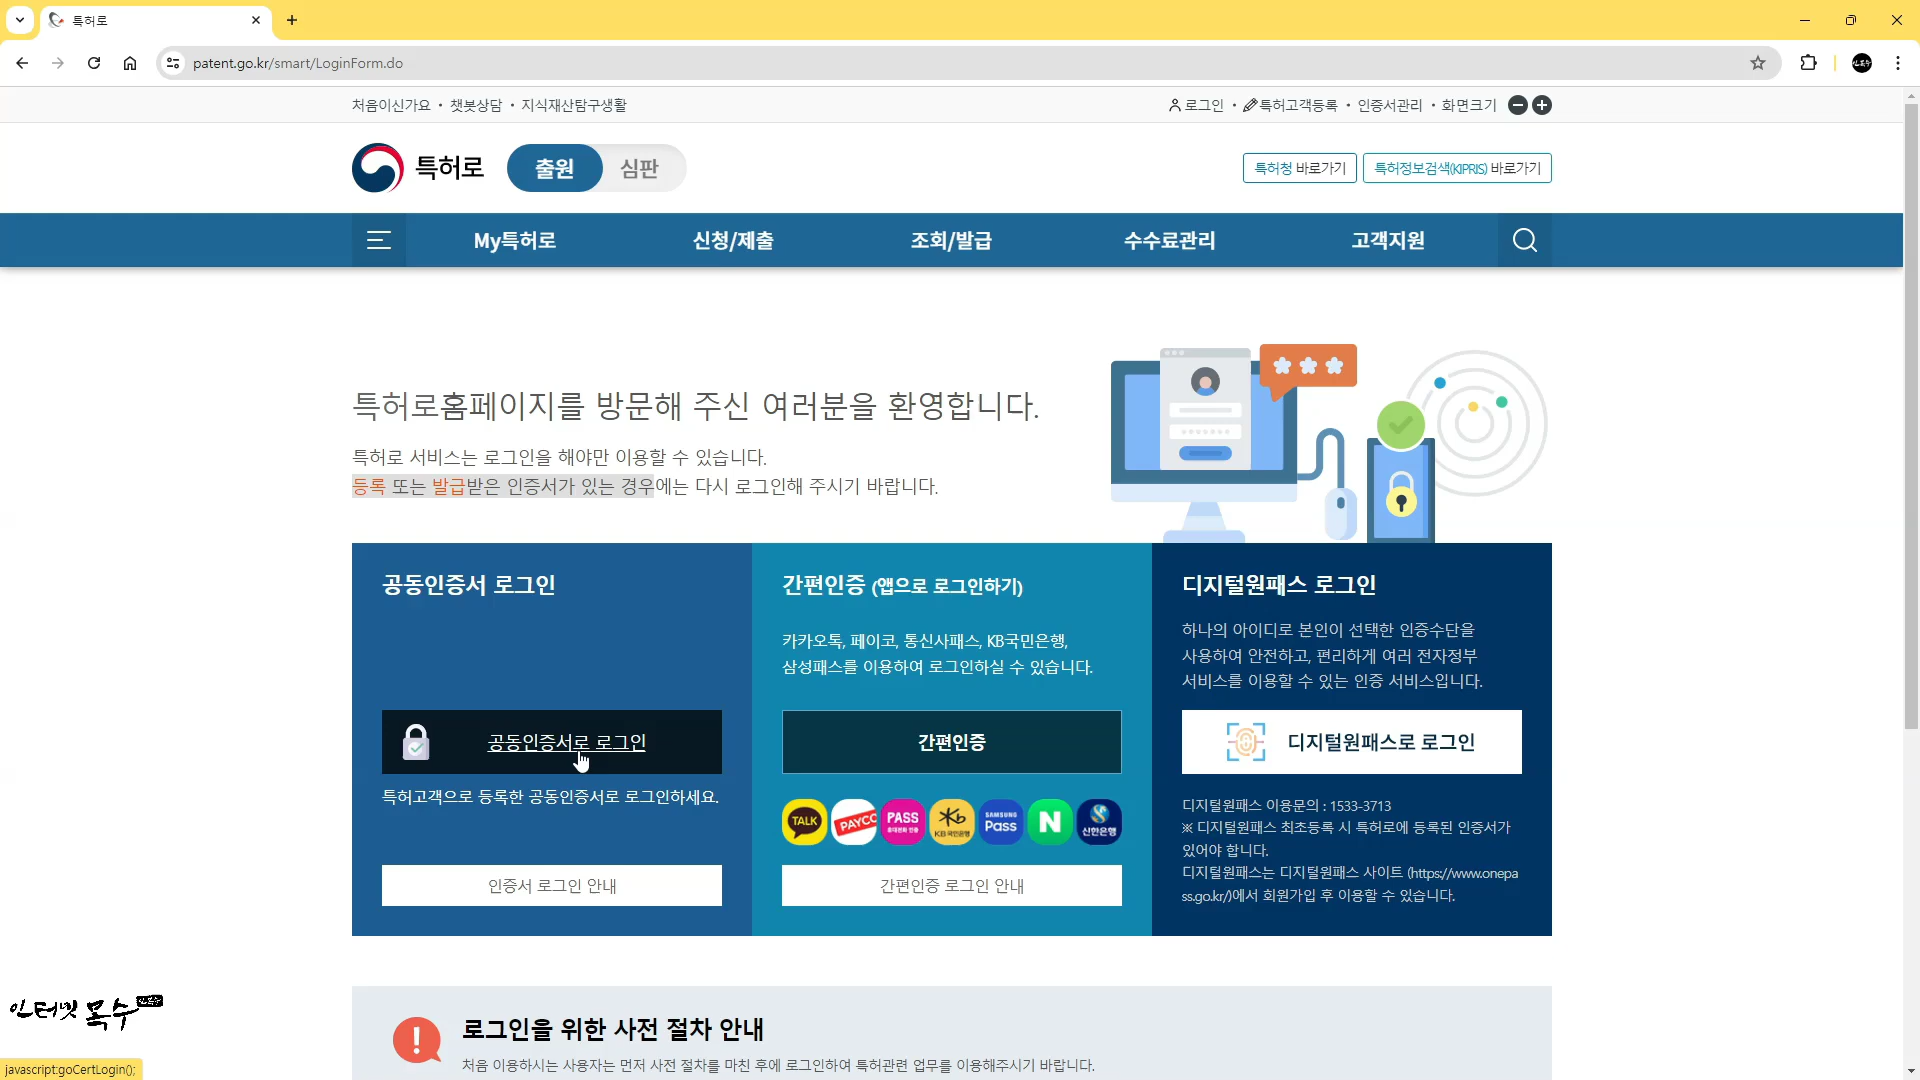 특허로
patent.go.kr/smart/LoginForm.do
처음이신가요 • 챗봇상담 • 지식재산탐구생활
로그인 • 특허고객등록 • 인증서관리 • 화면크기
특허로 출원 심판
특허청 바로가기 특허정보검색(KIPRIS) 바로가기
My특허로 신청/제출 조회/발급 수수료관리 고객지원
특허로홈페이지를 방문해 주신 여러분을 환영합니다.
특허로 서비스는 로그인을 해야만 이용할 수 있습니다.
등록 또는 발급받은 인증서가 있는 경우에는 다시 로그인해 주시기 바랍니다.
공동인증서 로그인
공동인증서로 로그인
특허고객으로 등록한 공동인증서로 로그인하세요.
인증서 로그인 안내
간편인증 (앱으로 로그인하기)
카카오톡, 페이코, 통신사패스, KB국민은행,
삼성패스를 이용하여 로그인하실 수 있습니다.
간편인증
TALK
PAYCO
PASS
휴대전화 인증
KB 국민은행
SAMSUNG
Pass
N
신한은행
간편인증 로그인 안내
디지털원패스 로그인
하나의 아이디로 본인이 선택한 인증수단을
사용하여 안전하고, 편리하게 여러 전자정부
서비스를 이용할 수 있는 인증 서비스입니다.
디지털원패스로 로그인
디지털원패스 이용문의 : 1533-3713
※ 디지털원패스 최초등록 시 특허로에 등록된 인증서가
있어야 합니다.
디지털원패스는 디지털원패스 사이트 (https://www.onepa
ss.go.kr/)에서 회원가입 후 이용할 수 있습니다.
인터넷 목수
로그인을 위한 사전 절차 안내
처음 이용하시는 사용자는 먼저 사전 절차를 마친 후에 로그인하여 특허관련 업무를 이용해주시기 바랍니다.
javascript:goCertLogin();